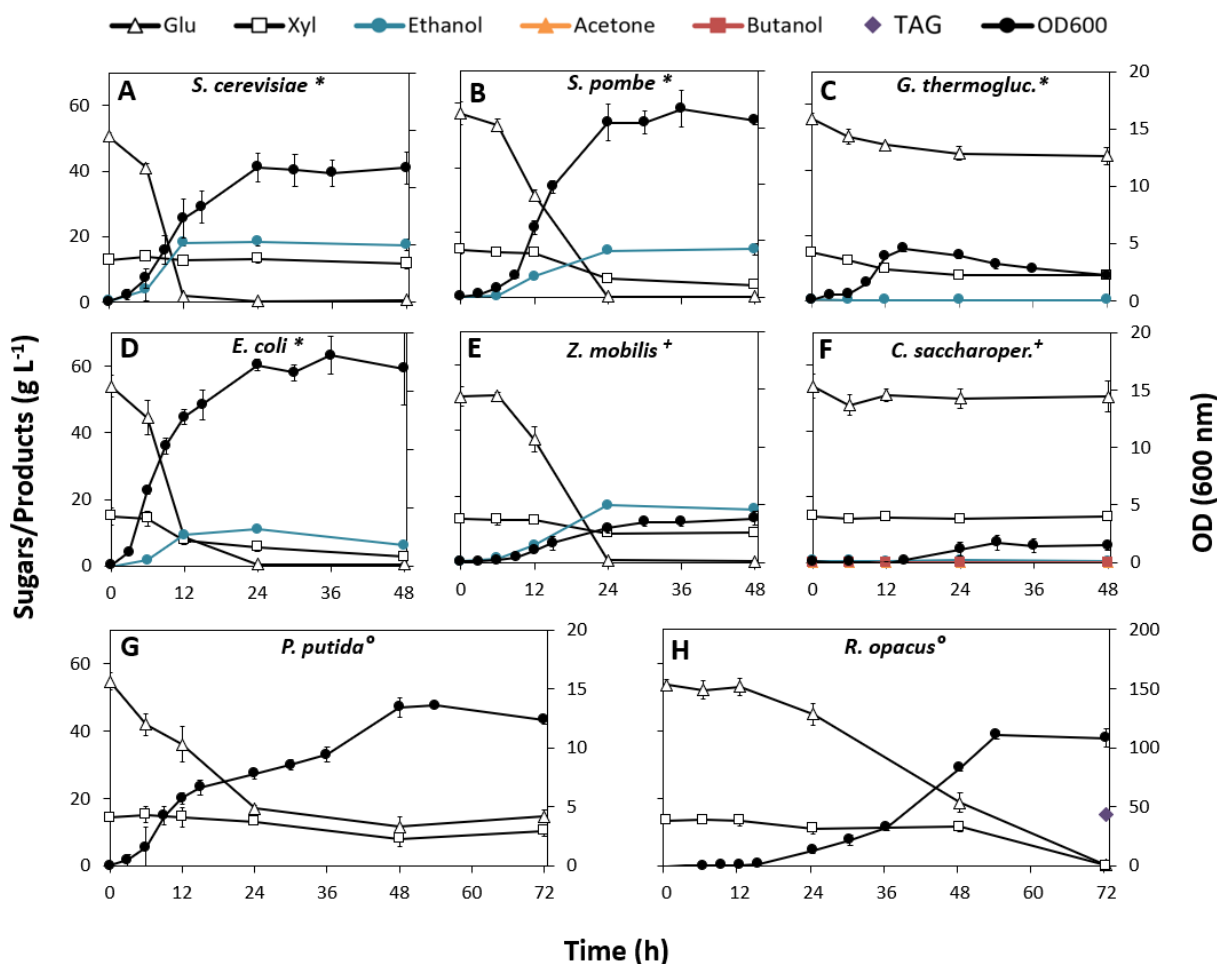 Glu Xyl Ethanol Acetone Butanol TAG OD600
A S. cerevisiae *
B S. pombe *
C G. thermogluc.*
60
40
20
0
20
15
10
5
0
D E. coli *
E Z. mobilis +
F C. saccharoper.+
60
40
20
0
20
15
10
5
0
0 12 24 36 48
0 12 24 36 48
0 12 24 36 48
G P. putida°
H R. opacus°
60
40
20
0
20
15
10
5
0
200
150
100
50
0
0 12 24 36 48 60 72
0 12 24 36 48 60 72
Sugars/Products (g L-1)
OD (600 nm)
Time (h)